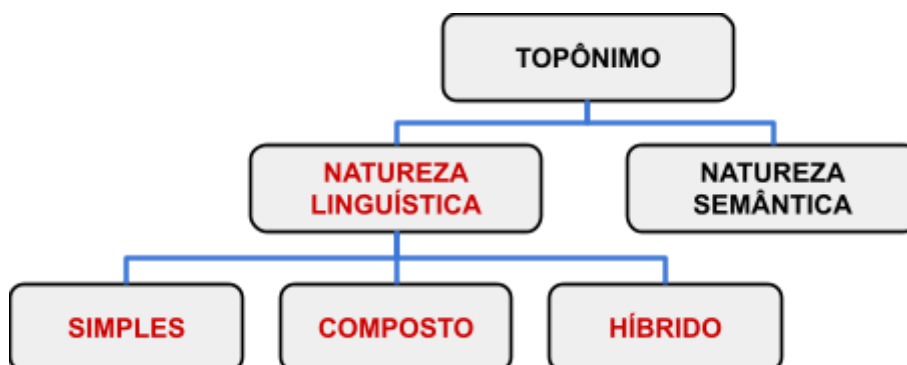 TOPÔNIMO
NATUREZA
LINGUÍSTICA
NATUREZA
SEMÂNTICA
SIMPLES
COMPOSTO
HÍBRIDO